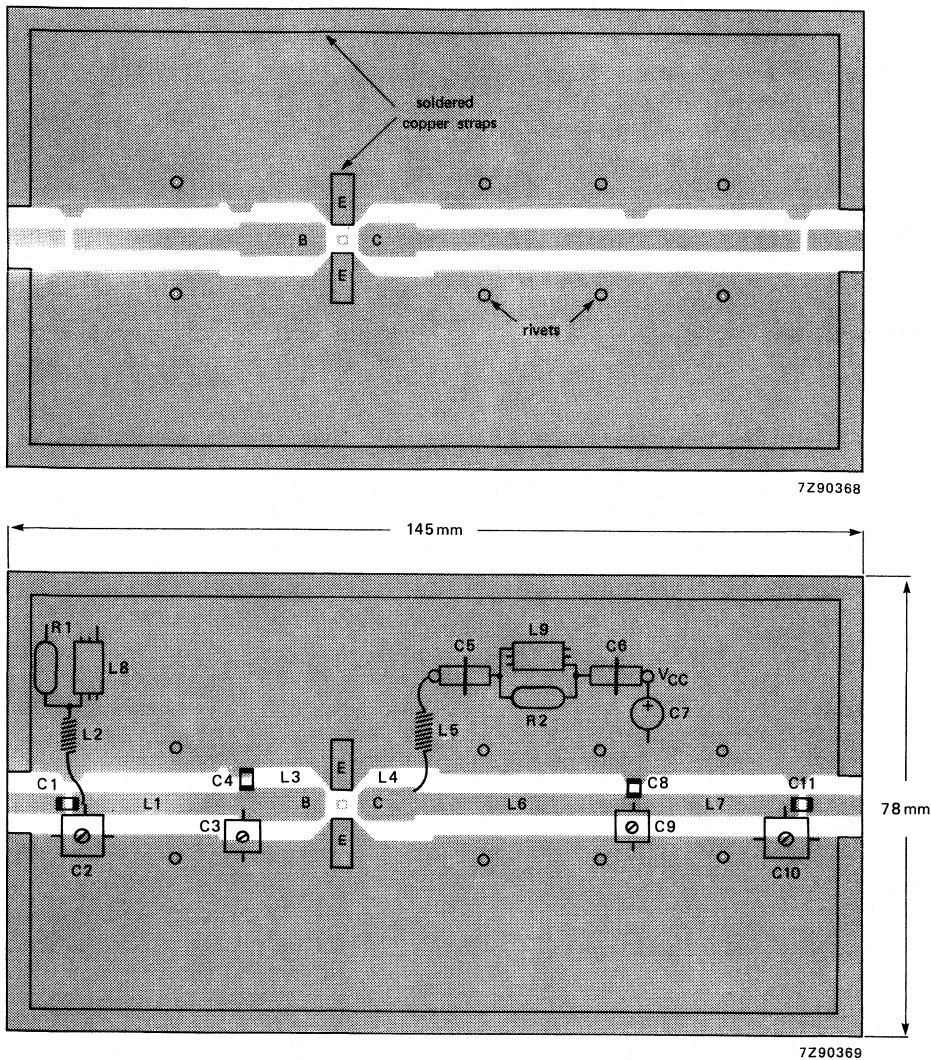 soldered
copper straps
E
B C
E
rivets
7Z90368
145 mm
R1
L8
L2
C5
L9
R2
C6
VCC
C7
L5
C1
L1
C4
L3
E
L4
B C
C3
C2
E
L6
C8
C9
L7
C11
C10
78 mm
7Z90369